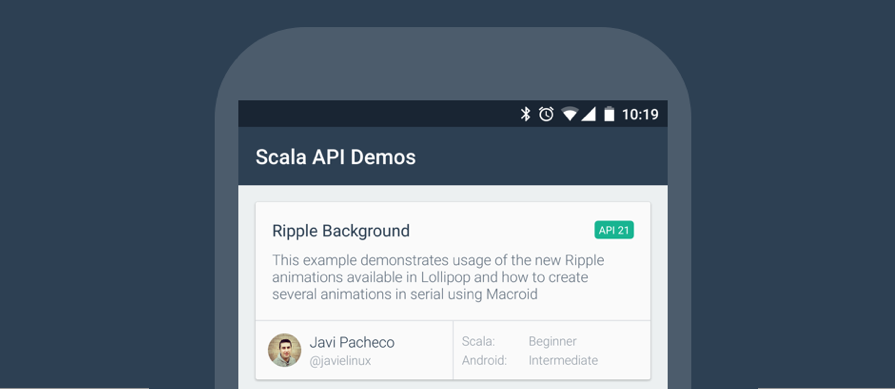 10:19
Scala API Demos
Ripple Background
API 21
This example demonstrates usage of the new Ripple
animations available in Lollipop and how to create
several animations in serial using Macroid
Javi Pacheco
@javielinux
Scala: Beginner
Android: Intermediate